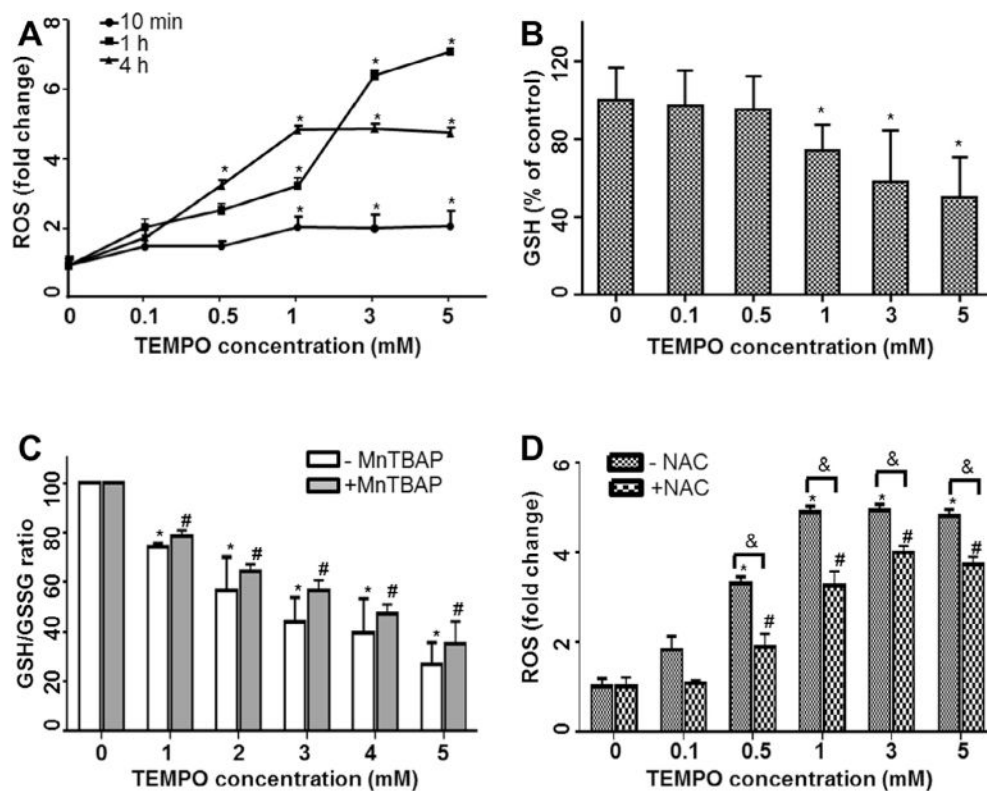 A
10 min
1 h
4 h
ROS (fold change)
8
6
4
2
0
* * * * * * * * * *
0 0.1 0.5 1 3 5
TEMPO concentration (mM)
B
GSH (% of control)
120
80
40
0
* * *
0 0.1 0.5 1 3 5
TEMPO concentration (mM)
C
- MnTBAP
+MnTBAP
GSH/GSSG ratio
100
80
60
40
20
0
* # * # * # * # * #
0 1 2 3 4 5
TEMPO concentration (mM)
D
- NAC
+NAC
ROS (fold change)
6
4
2
0
& & & &
* # * # * # * #
0 0.1 0.5 1 3 5
TEMPO concentration (mM)